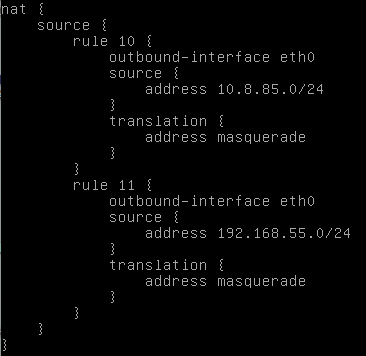 nat {
    source {
        rule 10 {
            outbound-interface eth0
            source {
                address 10.8.85.0/24
            }
            translation {
                address masquerade
            }
        }
        rule 11 {
            outbound-interface eth0
            source {
                address 192.168.55.0/24
            }
            translation {
                address masquerade
            }
        }
    }
}